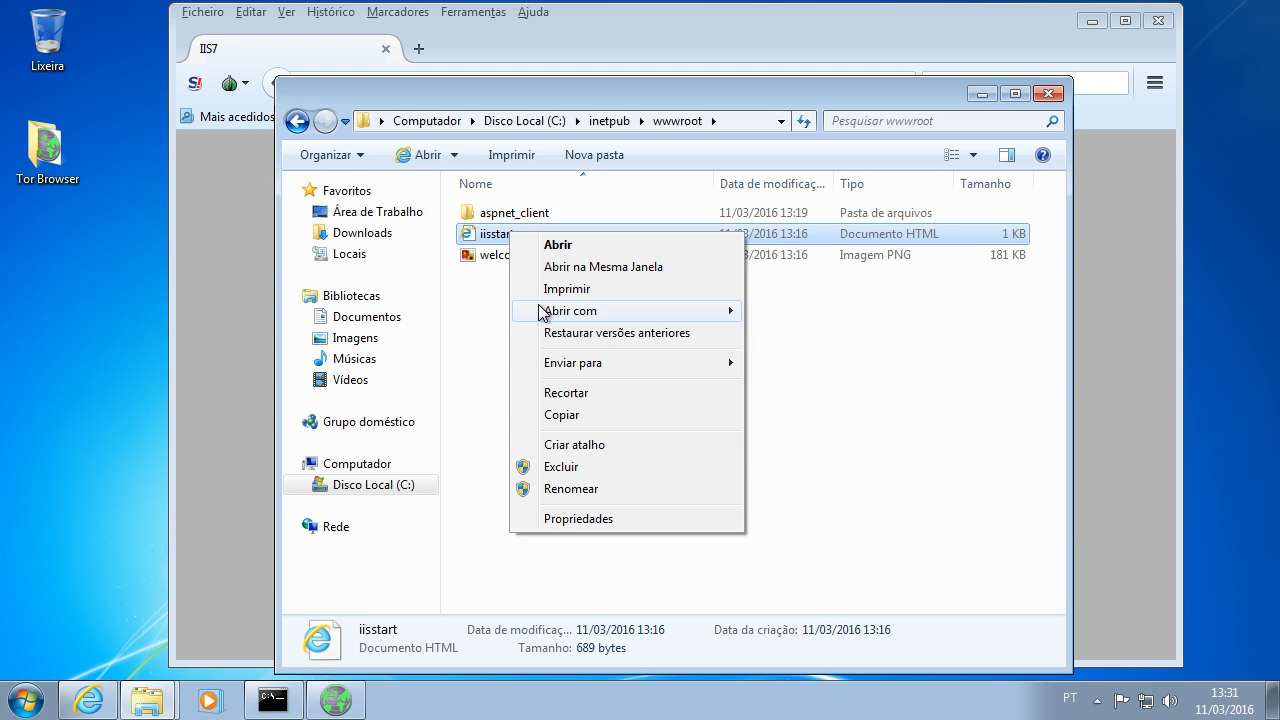 Ficheiro Editar Ver Histórico Marcadores Ferramentas Ajuda
Lixeira
IIS7
Mais acedidos
Tor Browser
Computador Disco Local (C:) inetpub wwwroot
Pesquisar wwwroot
Organizar Abrir Imprimir Nova pasta
Nome Data de modificaç... Tipo Tamanho
Favoritos
Área de Trabalho
Downloads
Locais
Bibliotecas
Documentos
Imagens
Músicas
Vídeos
Grupo doméstico
Computador
Disco Local (C:)
Rede
aspnet_client 11/03/2016 13:19 Pasta de arquivos
iisstart 3/2016 13:16 Documento HTML 1 KB
welco 3/2016 13:16 Imagem PNG 181 KB
Abrir
Abrir na Mesma Janela
Imprimir
Abrir com
Restaurar versões anteriores
Enviar para
Recortar
Copiar
Criar atalho
Excluir
Renomear
Propriedades
iisstart Data de modificaç... 11/03/2016 13:16 Data da criação: 11/03/2016 13:16
Documento HTML Tamanho: 689 bytes
PT
13:31
11/03/2016